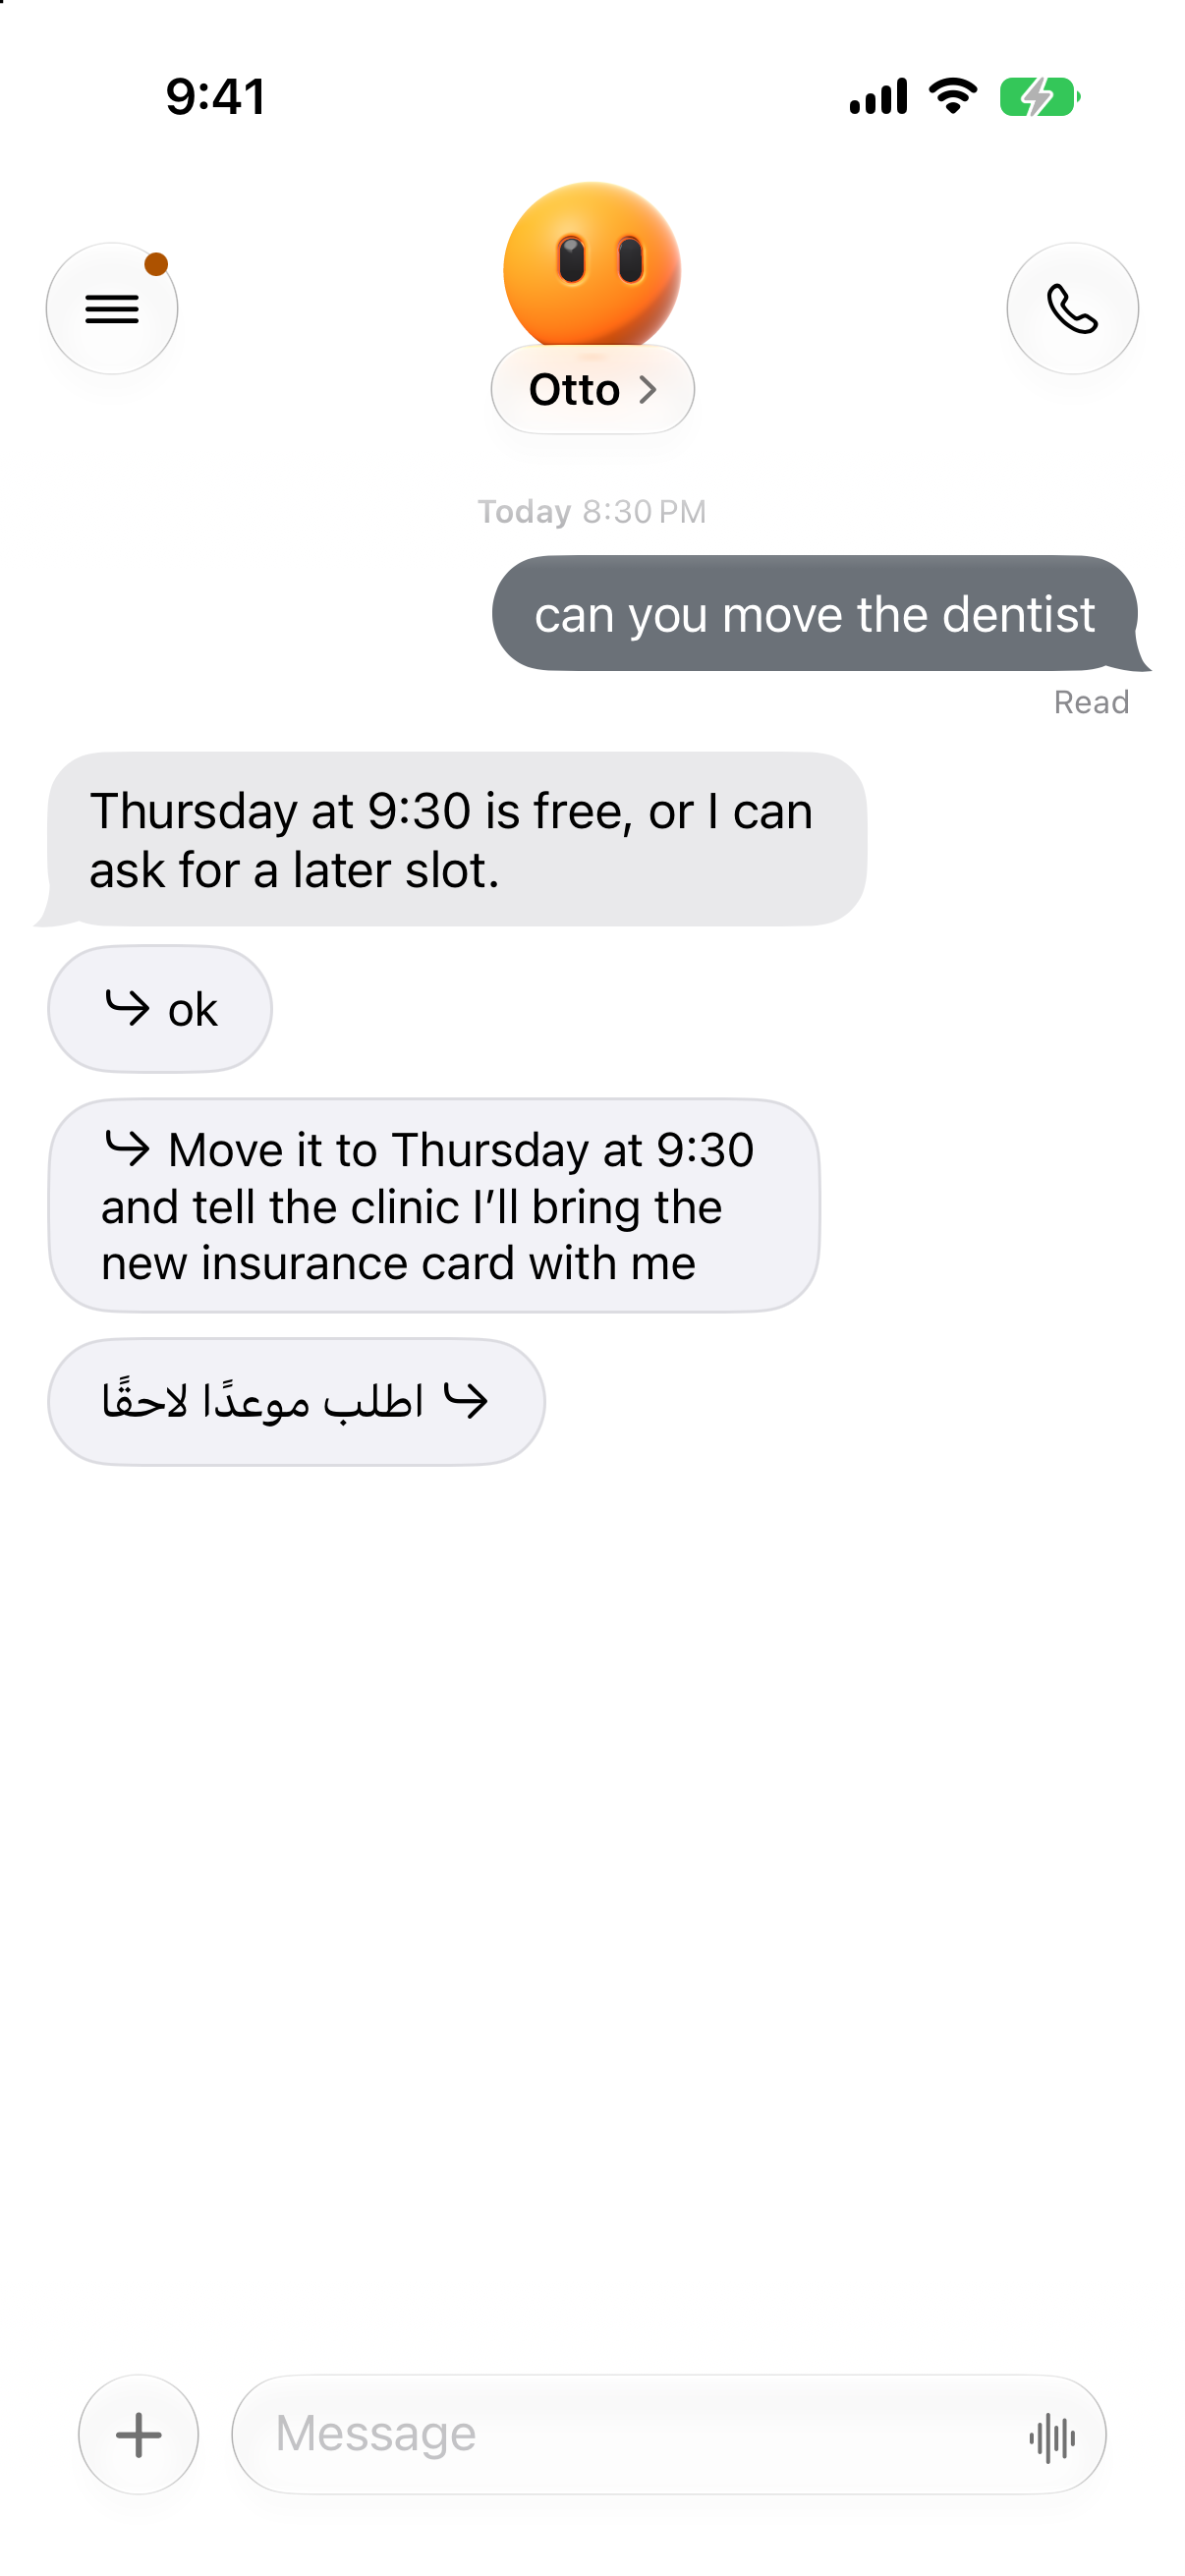 9:41
Otto
Today 8:30 PM
can you move the dentist
Read
Thursday at 9:30 is free, or I can
ask for a later slot.
ok
Move it to Thursday at 9:30
and tell the clinic I’ll bring the
new insurance card with me
اطلب موعدًا لاحقًا
Message